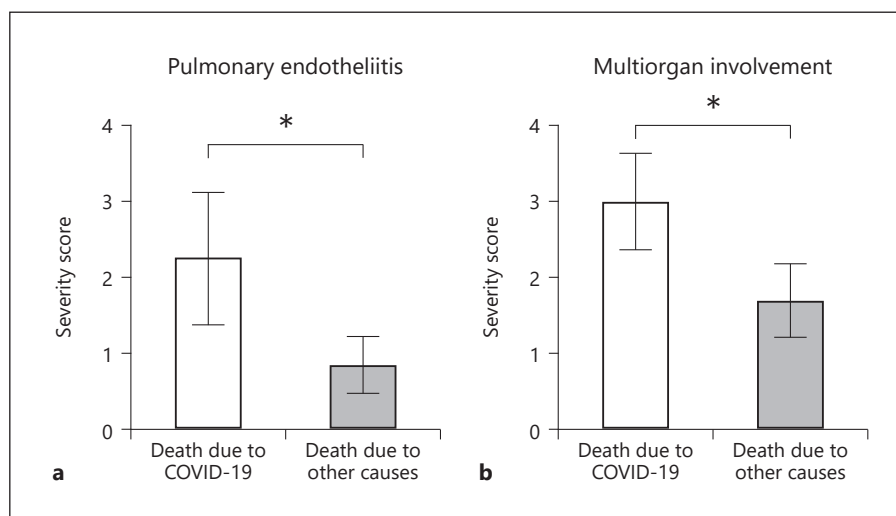 Pulmonary endotheliitis
*
4
3
2
1
0
Severity score
Death due to
COVID-19
Death due to
other causes
a
Multiorgan involvement
*
4
3
2
1
0
Severity score
Death due to
COVID-19
Death due to
other causes
b